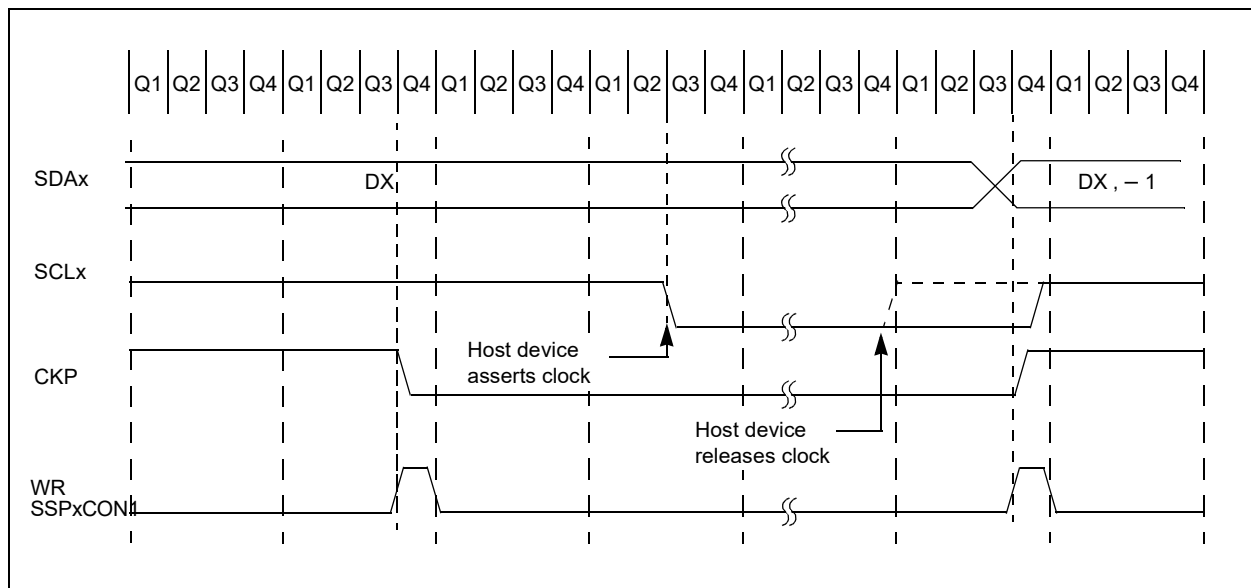 Q1 Q2 Q3 Q4 Q1 Q2 Q3 Q4 Q1 Q2 Q3 Q4 Q1 Q2 Q3 Q4 Q1 Q2 Q3 Q4 Q1 Q2 Q3 Q4 Q1 Q2 Q3 Q4
SDAx
DX
DX , – 1
SCLx
Host device
asserts clock
CKP
Host device
releases clock
WR
SSPxCON1